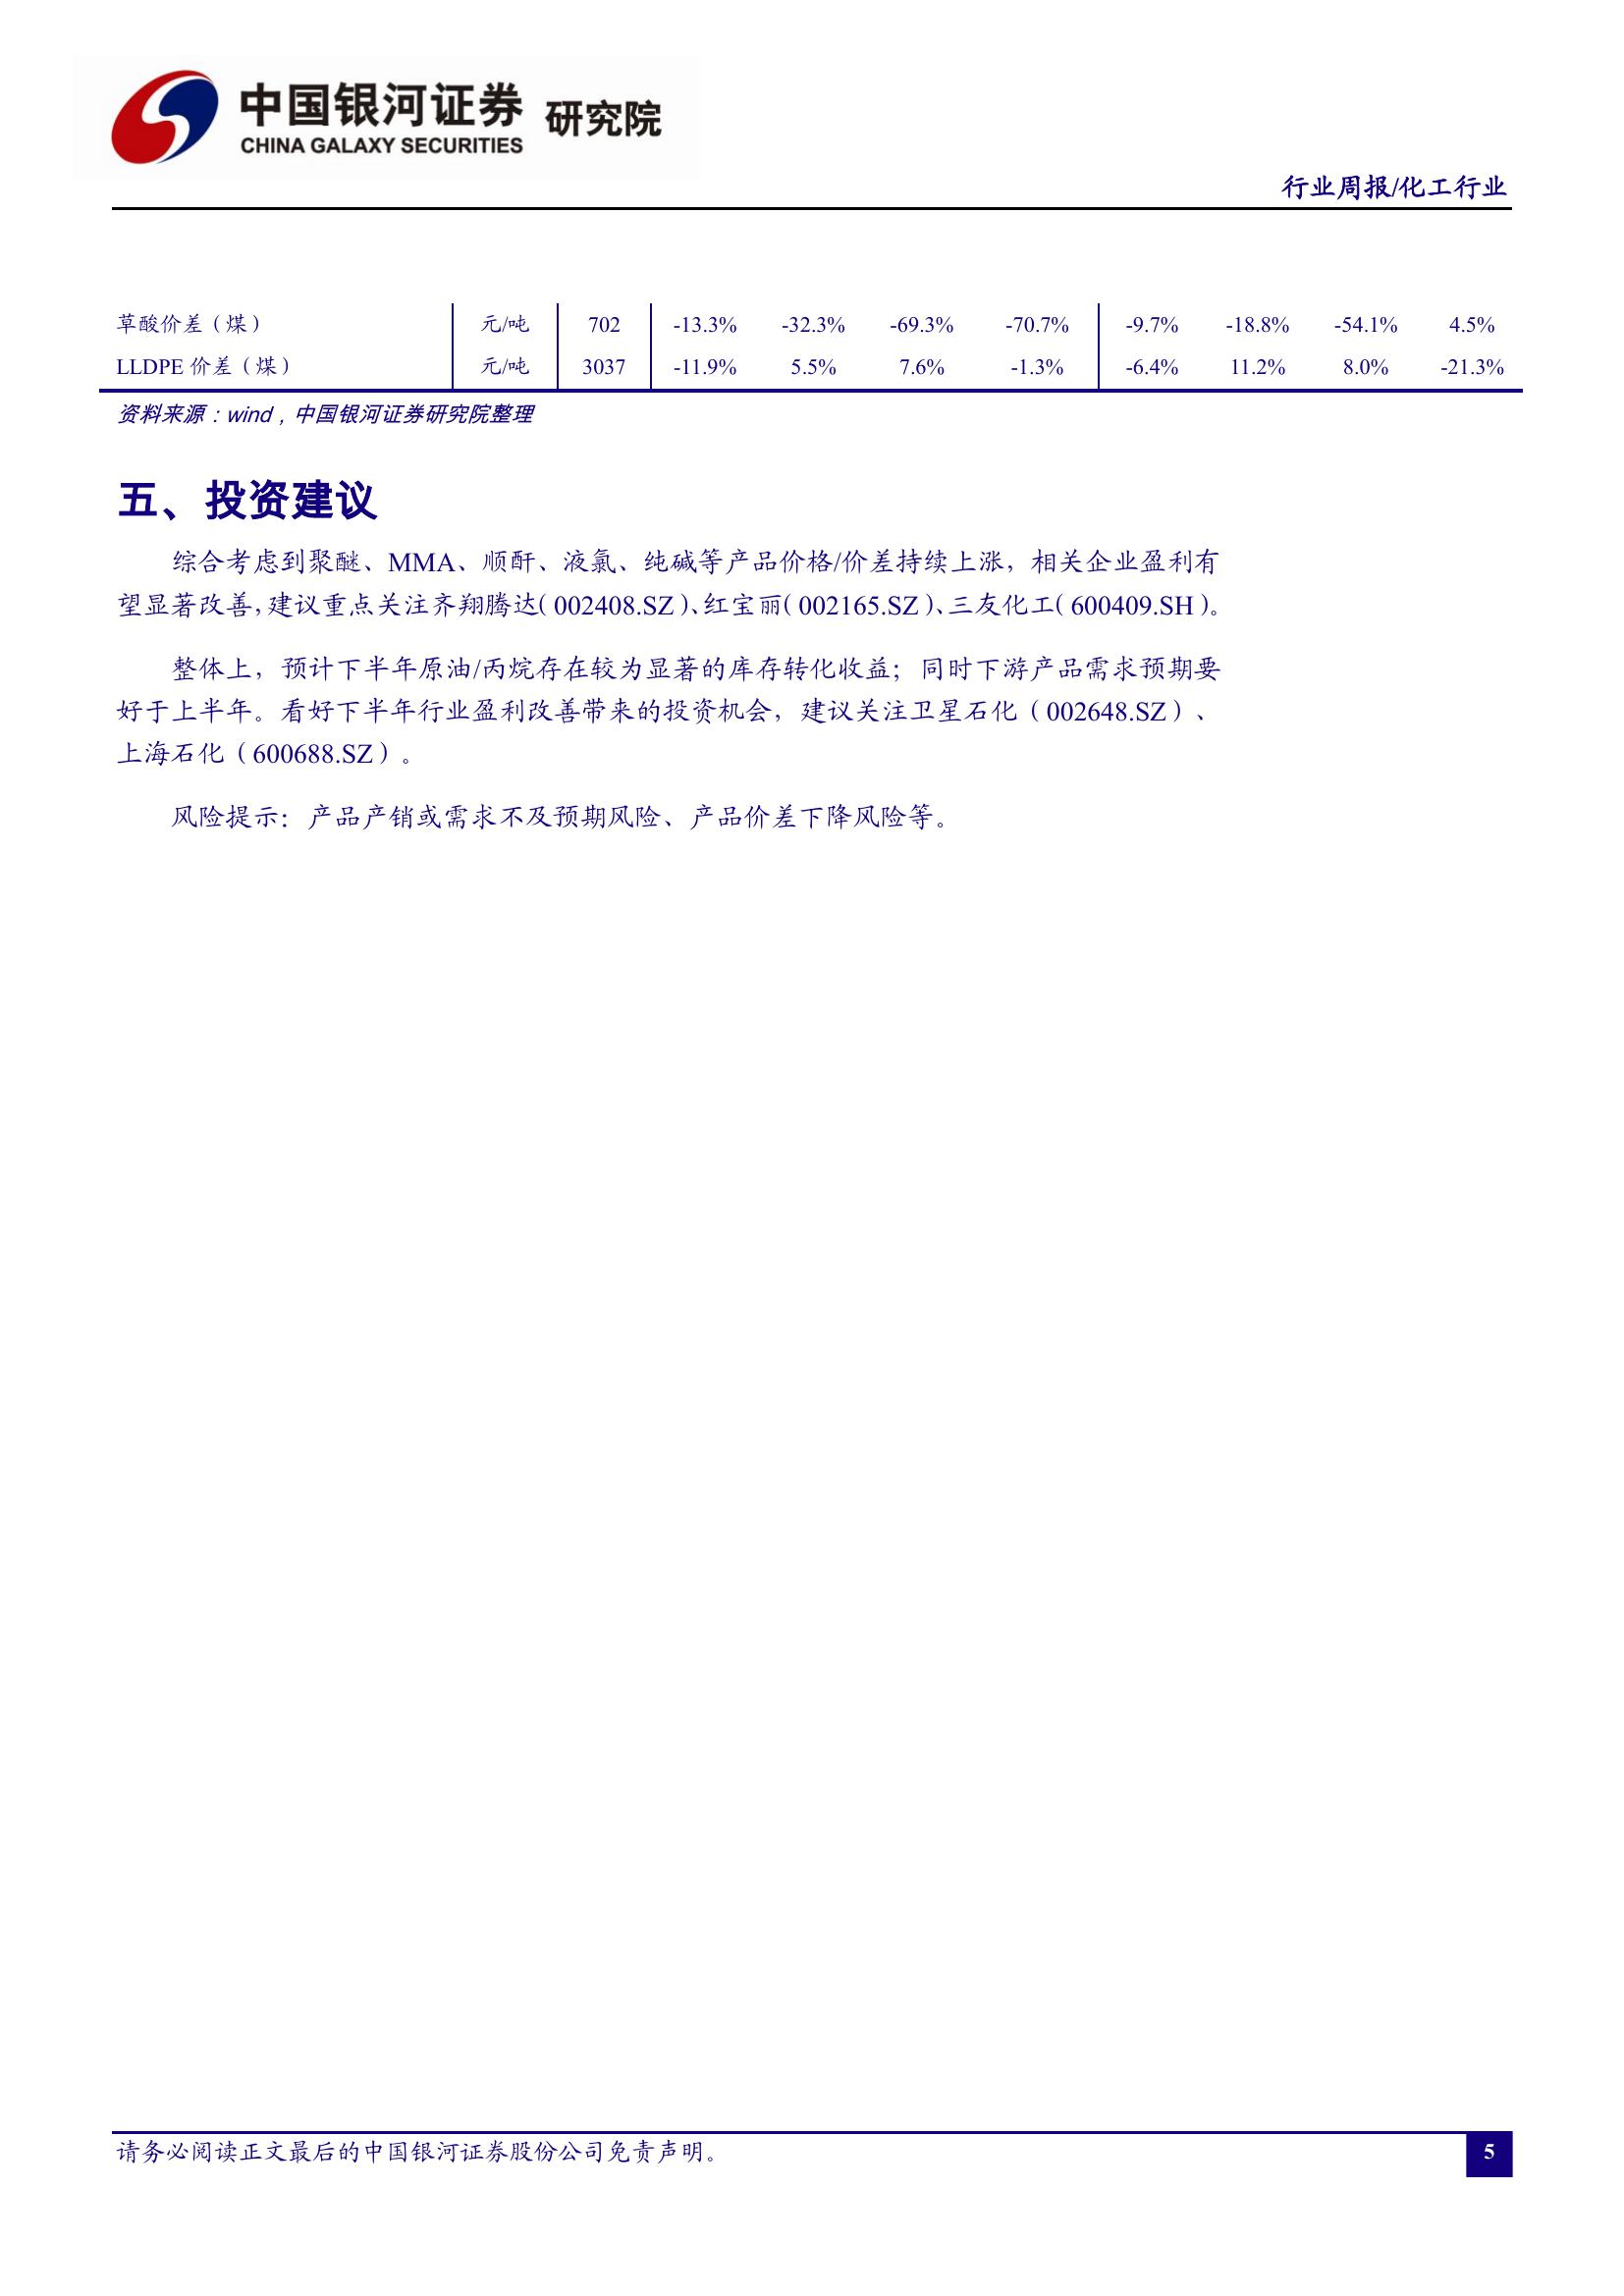 中国银河证券 研究院
CHINA GALAXY SECURITIES
行业周报/化工行业
草酸价差（煤） 元/吨 702 -13.3% -32.3% -69.3% -70.7% -9.7% -18.8% -54.1% 4.5%
LLDPE 价差（煤） 元/吨 3037 -11.9% 5.5% 7.6% -1.3% -6.4% 11.2% 8.0% -21.3%
资料来源：wind，中国银河证券研究院整理
五、投资建议
综合考虑到聚醚、MMA、顺酐、液氯、纯碱等产品价格/价差持续上涨，相关企业盈利有
望显著改善，建议重点关注齐翔腾达（002408.SZ）、红宝丽（002165.SZ）、三友化工（600409.SH）。
整体上，预计下半年原油/丙烷存在较为显著的库存转化收益；同时下游产品需求预期要
好于上半年。看好下半年行业盈利改善带来的投资机会，建议关注卫星石化（002648.SZ）、
上海石化（600688.SZ）。
风险提示：产品产销或需求不及预期风险、产品价差下降风险等。
请务必阅读正文最后的中国银河证券股份公司免责声明。
5